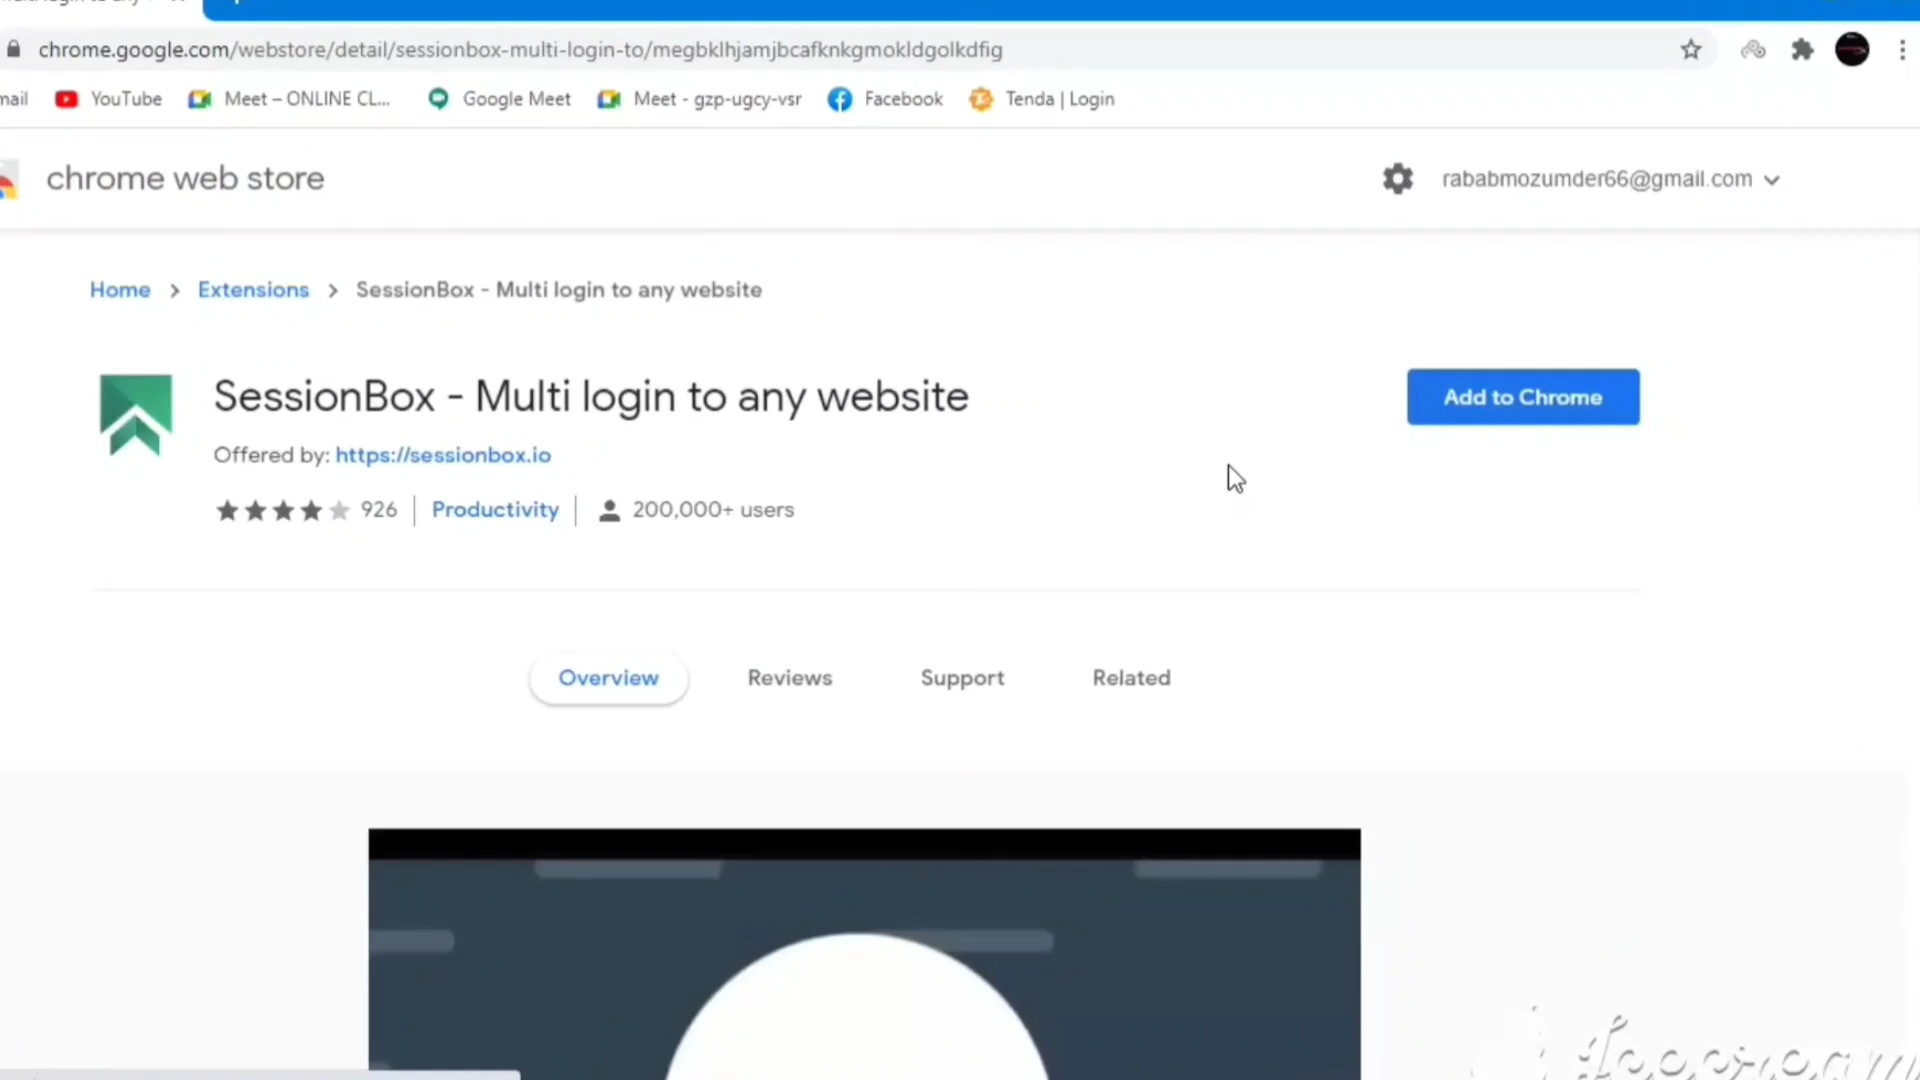 chrome.google.com/webstore/detail/sessionbox-multi-login-to/megbklhjamjbcafknkgmokldgolkdfig
mail YouTube Meet – ONLINE CL... Google Meet Meet - gzp-ugcy-vsr Facebook Tenda | Login
chrome web store rababmozumder66@gmail.com
Home > Extensions > SessionBox - Multi login to any website
SessionBox - Multi login to any website Add to Chrome
Offered by: https://sessionbox.io
926 Productivity 200,000+ users
Overview Reviews Support Related